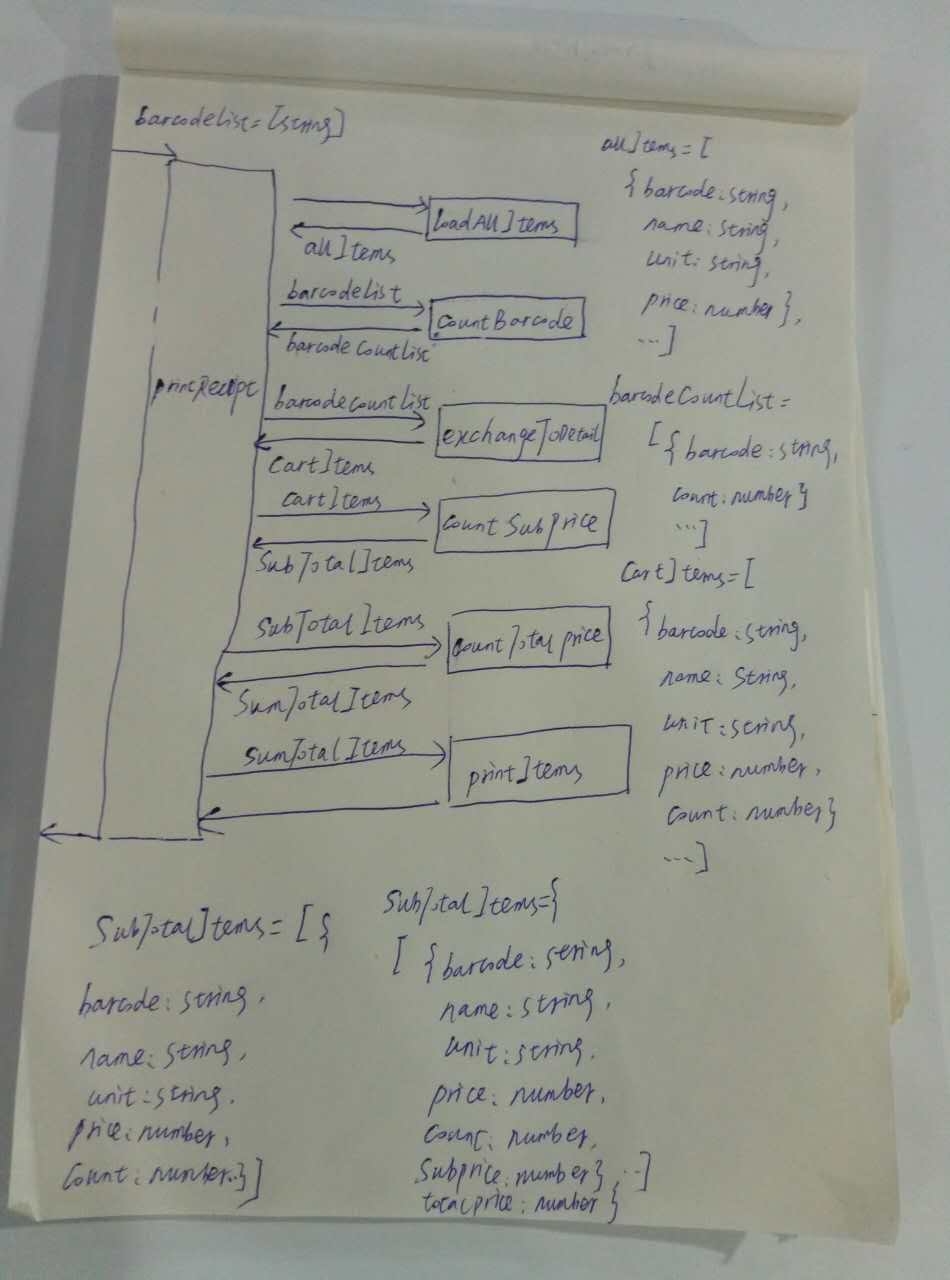 barcodeList=[string]
loadAllItems
allItems
barcodeList
countBarcode
barcodeCountList
printReceipt
barcodeCountList
exchangeToDetail
CartItems
cartItems
countSubprice
SubTotalItems
SubTotalItems
countTotalprice
SumTotalItems
SumTotalItems
printItems
allItems=[
{barcode:string,
name:string,
unit:string,
price:number},
...]
barcodeCountList=
[{barcode:string,
count:number}
...]
CartItems=[
{barcode:string,
name:String,
unit:string,
price:number,
count:number}
...]
SubTotalItems=[{
barcode:string,
name:string,
unit:string.
price:number,
Count:number..}]
SubTotalItems={
[{barcode:string,
name:string,
unit:string.
price:number,
count:number,
Subprice:number},..]
totalprice:number}